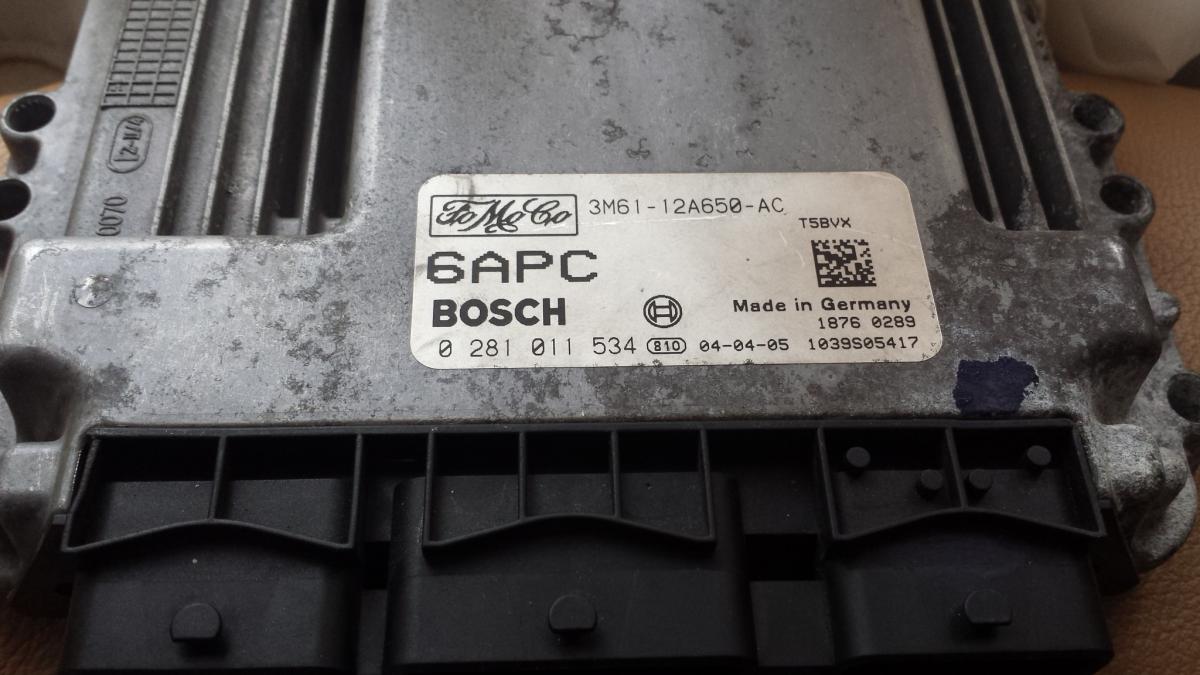 FoMoCo 3M61-12A650-AC
T5BVX
6APC
BOSCH
Made in Germany
1876 0289
0 281 011 534 810 04-04-05 1039S05417